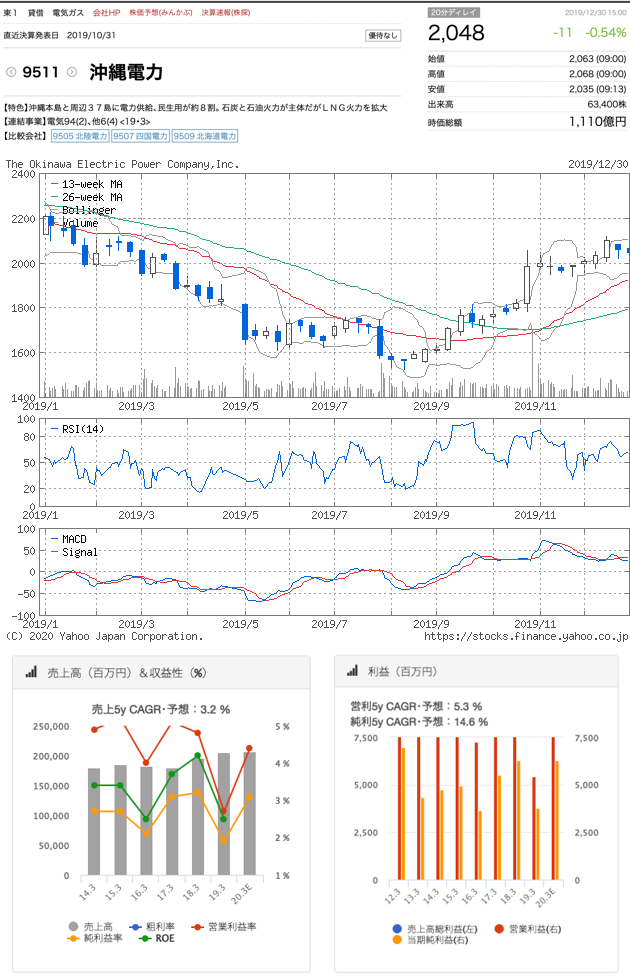 東1 貸借 電気ガス 会社HP 株価予想(みんかぶ) 決算速報(株探)
直近決算発表日 2019/10/31 優待なし
9511 沖縄電力
【特色】沖縄本島と周辺３７島に電力供給、民生用が約８割。石炭と石油火力が主体だがＬＮＧ火力を拡大
【連結事業】電気94(2)、他6(4) <19・3>
【比較会社】 9505 北陸電力 9507 四国電力 9509 北海道電力
20分ディレイ 2019/12/30 15:00
2,048 -11 -0.54%
始値 2,063 (09:00)
高値 2,068 (09:00)
安値 2,035 (09:13)
出来高 63,400株
時価総額 1,110億円
The Okinawa Electric Power Company,Inc. 2019/12/30
2400
2200
2000
1800
1600
1400
13-week MA
26-week MA
Bollinger
Volume
2019/1 2019/3 2019/5 2019/7 2019/9 2019/11
100
80
50
20
0
RSI(14)
2019/1 2019/3 2019/5 2019/7 2019/9 2019/11
100
50
0
-50
-100
MACD
Signal
2019/1 2019/3 2019/5 2019/7 2019/9 2019/11
(C) 2020 Yahoo Japan Corporation. https://stocks.finance.yahoo.co.jp
売上高（百万円）＆収益性（%）
売上5y CAGR・予想：3.2 %
250,000 5 %
200,000 4 %
150,000 3 %
100,000
50,000 2 %
0 1 %
14.3 15.3 16.3 17.3 18.3 19.3 20.3E
売上高 粗利率 営業利益率
純利益率 ROE
利益（百万円）
営利5y CAGR・予想：5.3 %
純利5y CAGR・予想：14.6 %
7,500 7,500
5,000 5,000
2,500 2,500
0 0
12.3 13.3 14.3 15.3 16.3 17.3 18.3 19.3 20.3E
売上高総利益(左) 営業利益(右)
当期純利益(右)